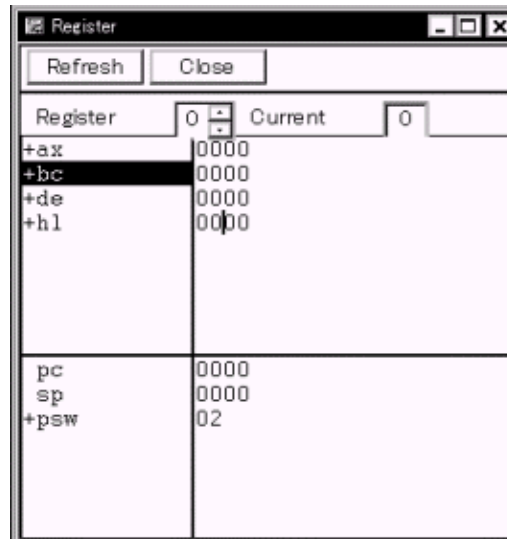 Register
Refresh Close
Register 0 Current 0
+ax 0000
+bc 0000
+de 0000
+hl 0000
pc 0000
sp 0000
+psw 02